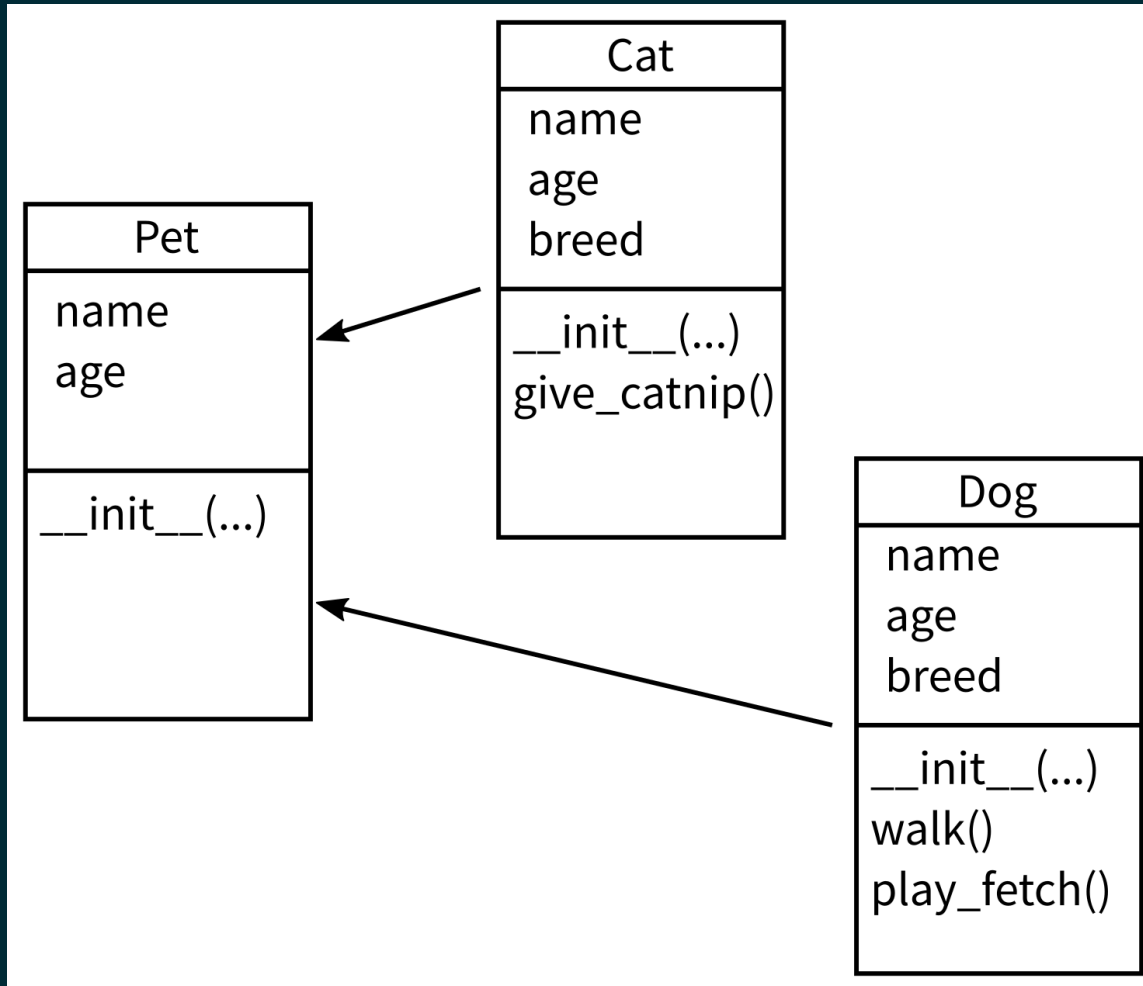 Pet
name
age
__init__(...)
Cat
name
age
breed
__init__(...)
give_catnip()
Dog
name
age
breed
__init__(...)
walk()
play_fetch()